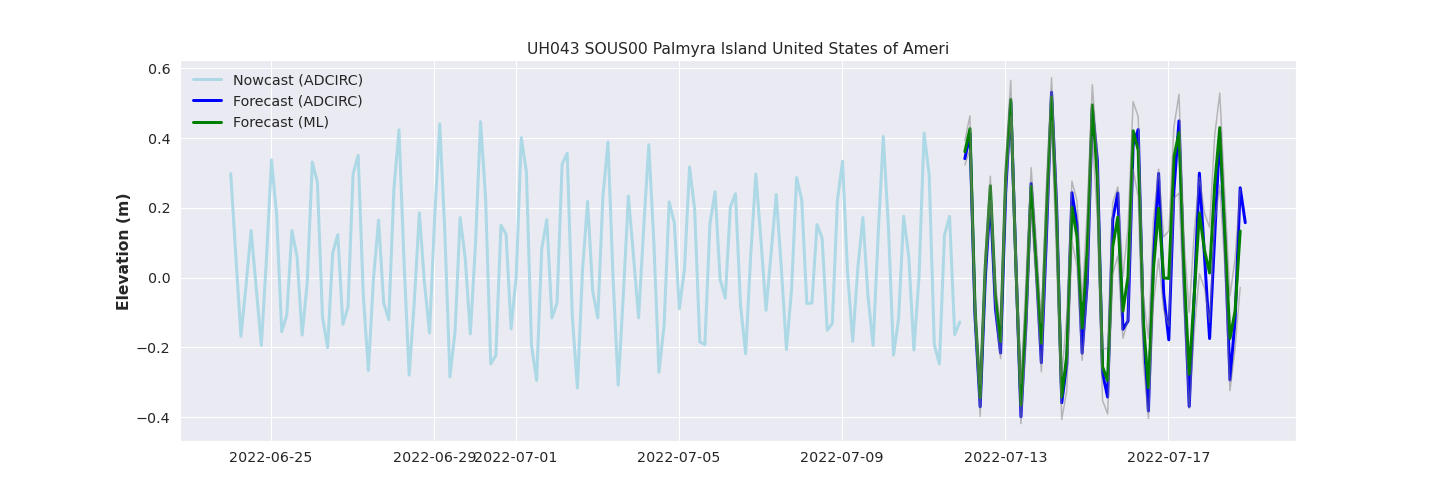 UH043 SOUS00 Palmyra Island United States of Ameri
Nowcast (ADCIRC)
Forecast (ADCIRC)
Forecast (ML)
Elevation (m)
0.6
0.4
0.2
0.0
−0.2
−0.4
2022-06-25
2022-06-29
2022-07-01
2022-07-05
2022-07-09
2022-07-13
2022-07-17